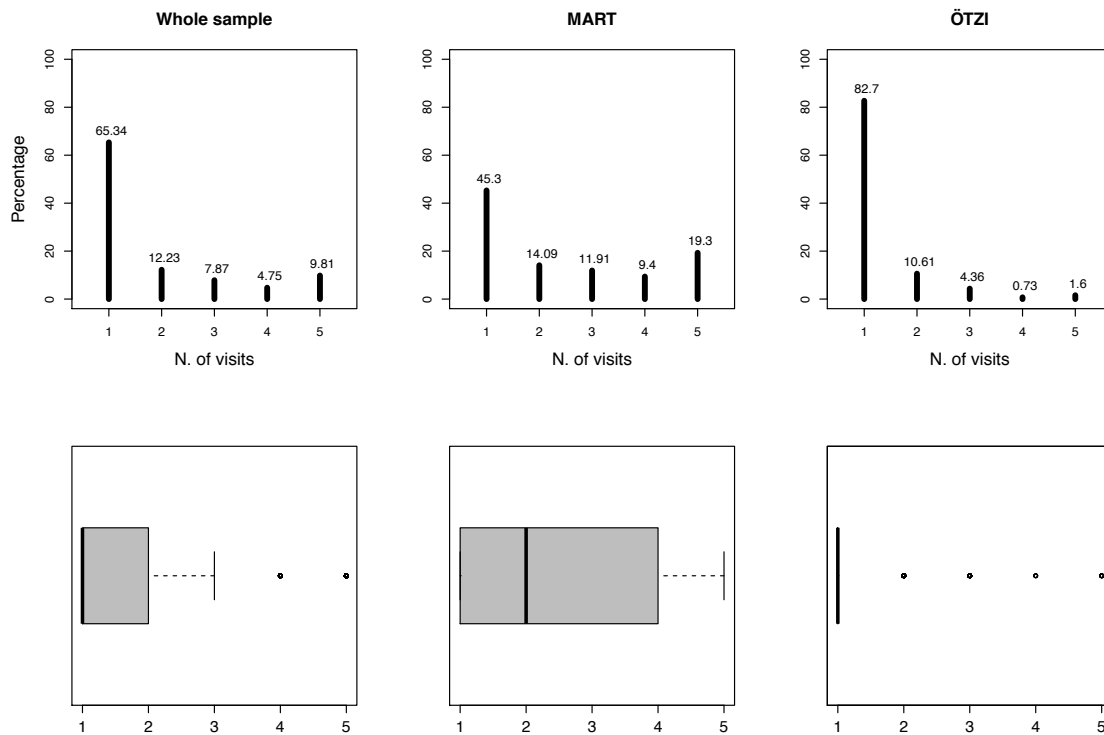 Whole sample
MART
ÖTZI
Percentage
100
80
60
40
20
0
65.34
12.23
7.87
4.75
9.81
1 2 3 4 5
N. of visits
100
80
60
40
20
0
45.3
14.09
11.91
9.4
19.3
1 2 3 4 5
N. of visits
100
80
60
40
20
0
82.7
10.61
4.36
0.73
1.6
1 2 3 4 5
N. of visits
1 2 3 4 5
1 2 3 4 5
1 2 3 4 5